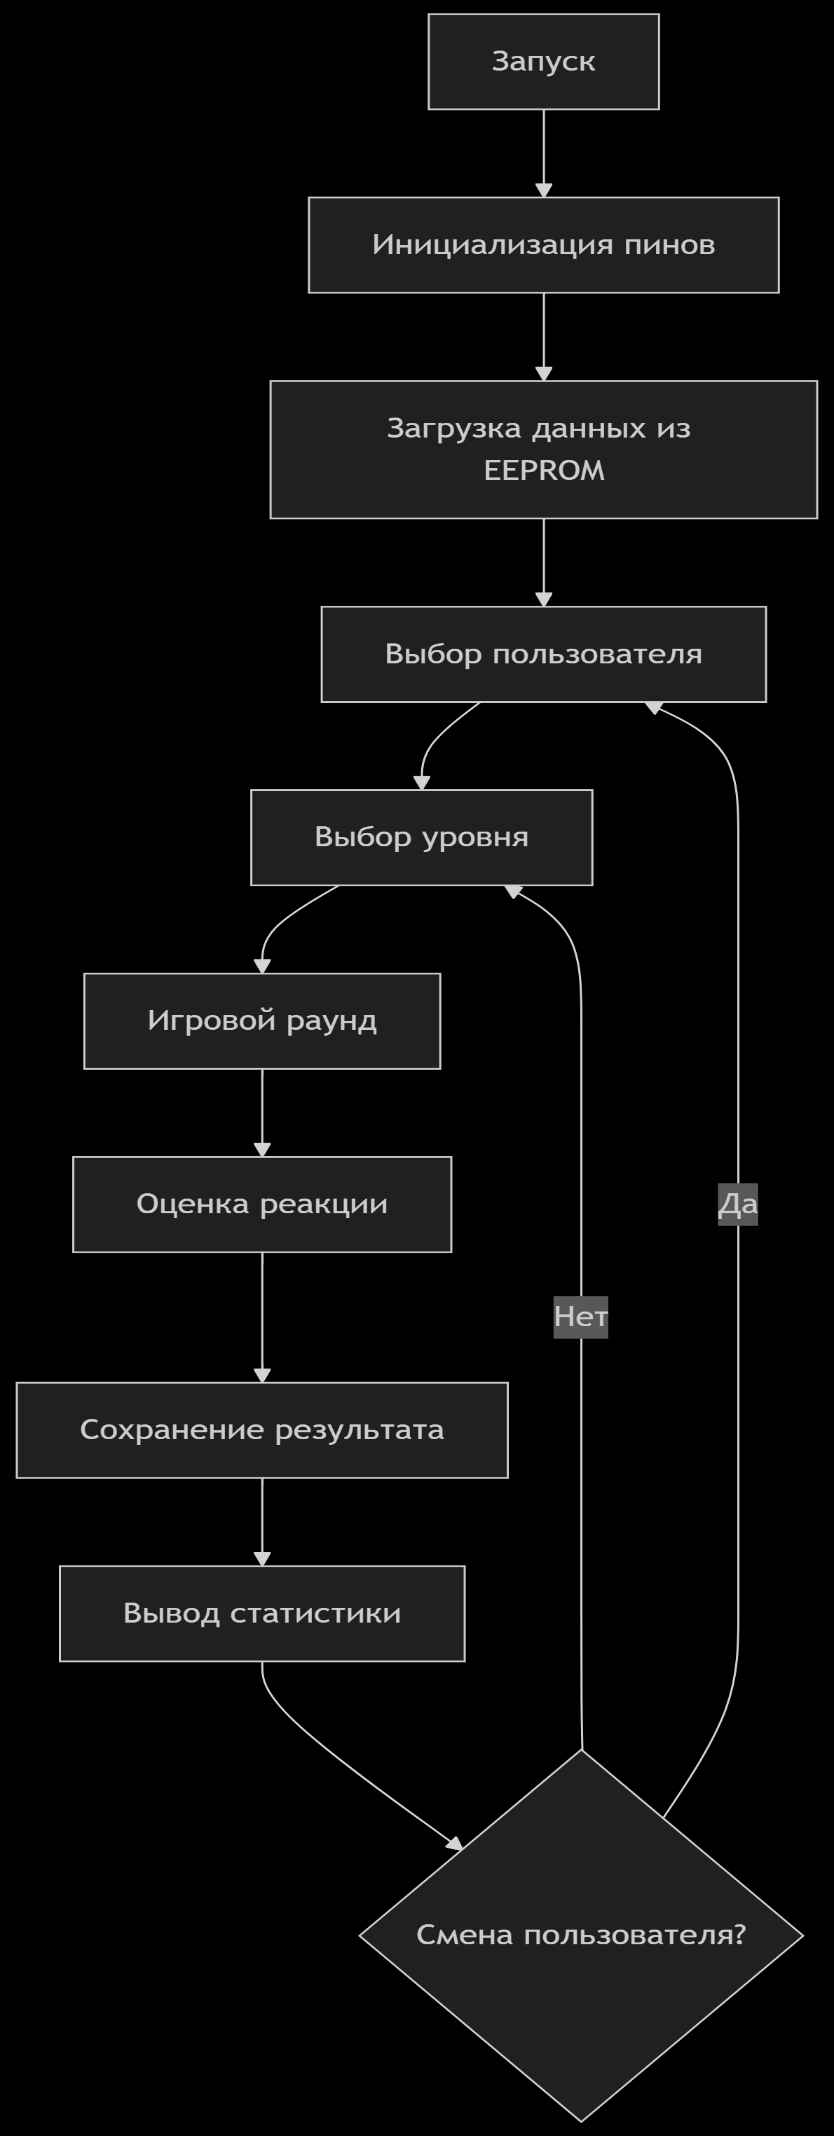 Запуск
Инициализация пинов
Загрузка данных из
EEPROM
Выбор пользователя
Выбор уровня
Игровой раунд
Оценка реакции
Да
Нет
Сохранение результата
Вывод статистики
Смена пользователя?